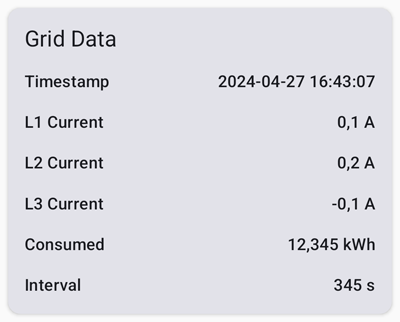 Grid Data
Timestamp 2024-04-27 16:43:07
L1 Current 0,1 A
L2 Current 0,2 A
L3 Current -0,1 A
Consumed 12,345 kWh
Interval 345 s